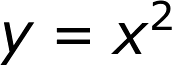 y = x²